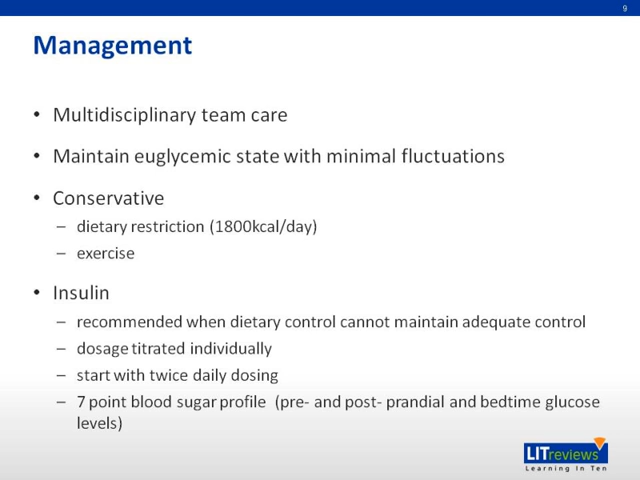 9
Management
• Multidisciplinary team care
• Maintain euglycemic state with minimal fluctuations
• Conservative
– dietary restriction (1800kcal/day)
– exercise
• Insulin
– recommended when dietary control cannot maintain adequate control
– dosage titrated individually
– start with twice daily dosing
– 7 point blood sugar profile (pre- and post- prandial and bedtime glucose
levels)
LITreviews
Learning In Ten